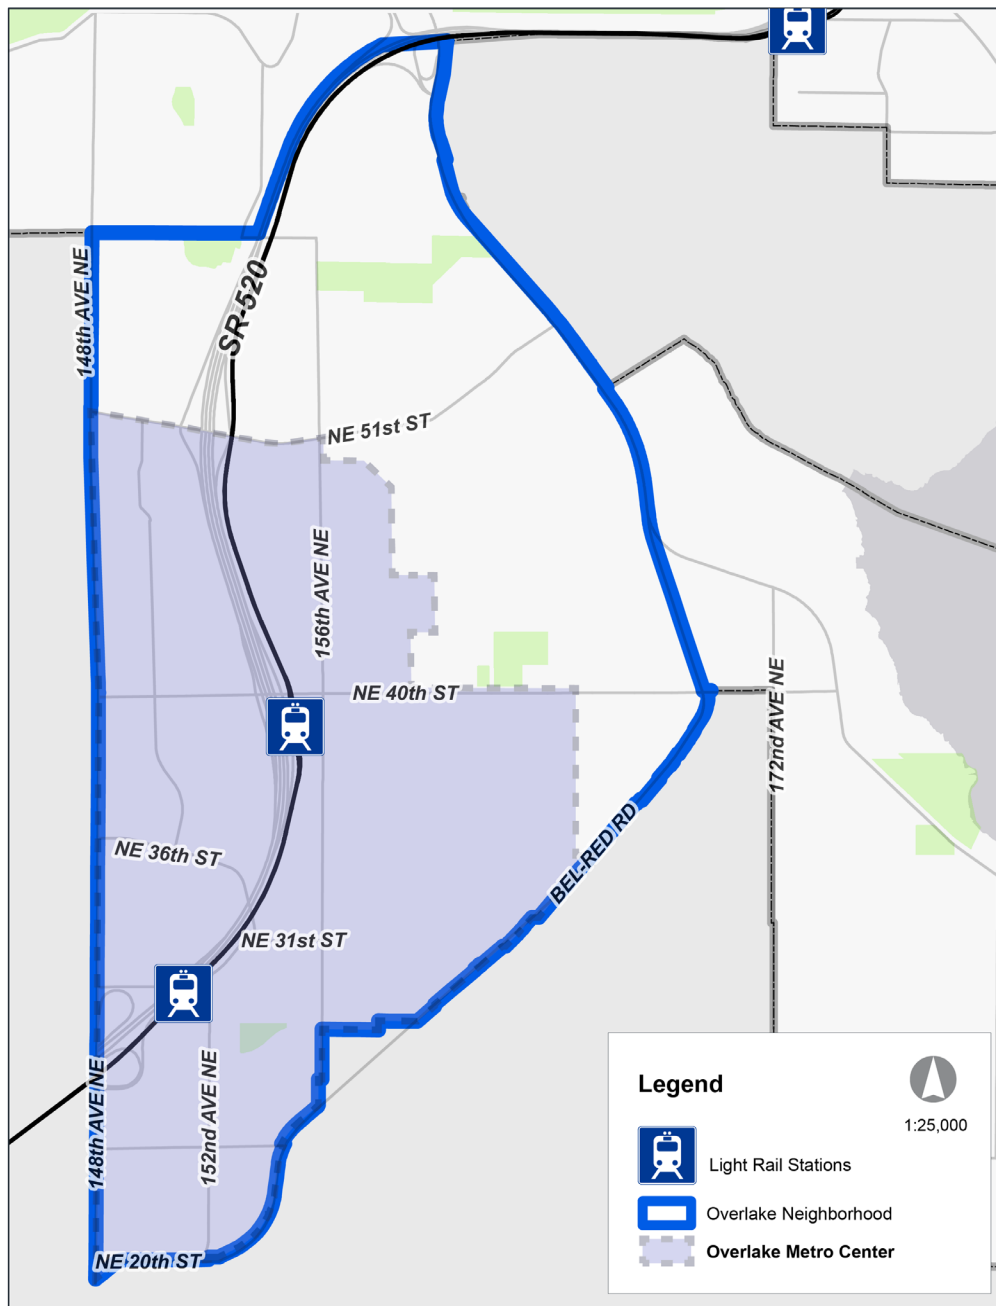 148th AVE NE
SR-520
NE 51st ST
156th AVE NE
NE 40th ST
172nd AVE NE
BEL-RED RD
NE 36th ST
NE 31st ST
148th AVE NE
152nd AVE NE
NE 20th ST
Legend
1:25,000
Light Rail Stations
Overlake Neighborhood
Overlake Metro Center